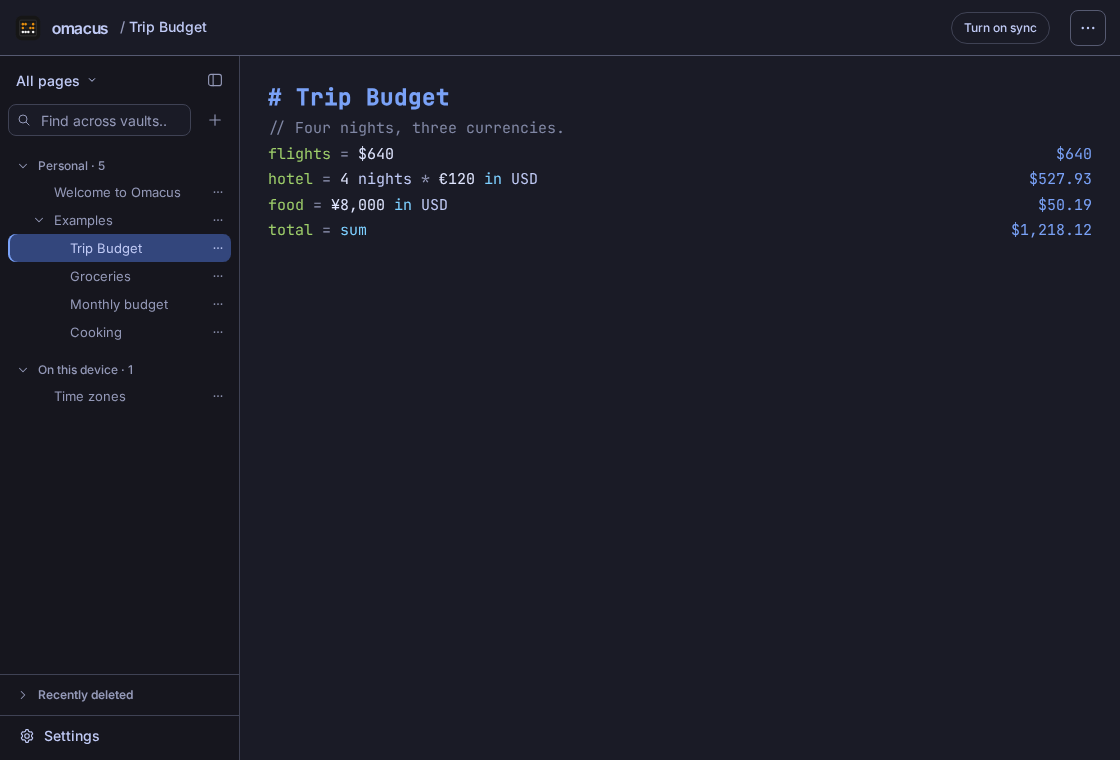 omacus / Trip Budget
Turn on sync
All pages
Find across vaults..
Personal · 5
Welcome to Omacus
Examples
Trip Budget
Groceries
Monthly budget
Cooking
On this device · 1
Time zones
Recently deleted
Settings
# Trip Budget
// Four nights, three currencies.
flights = $640 $640
hotel = 4 nights * €120 in USD $527.93
food = ¥8,000 in USD $50.19
total = sum $1,218.12